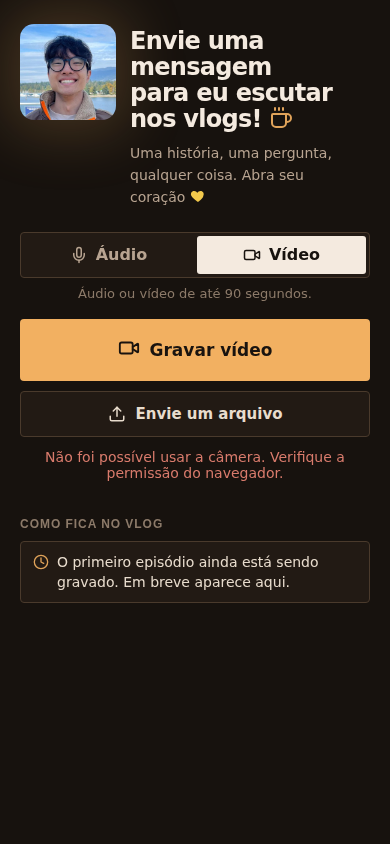 Envie uma
mensagem
para eu escutar
nos vlogs!
Uma história, uma pergunta,
qualquer coisa. Abra seu
coração 💛
Áudio
Vídeo
Áudio ou vídeo de até 90 segundos.
Gravar vídeo
Envie um arquivo
Não foi possível usar a câmera. Verifique a
permissão do navegador.
COMO FICA NO VLOG
O primeiro episódio ainda está sendo
gravado. Em breve aparece aqui.